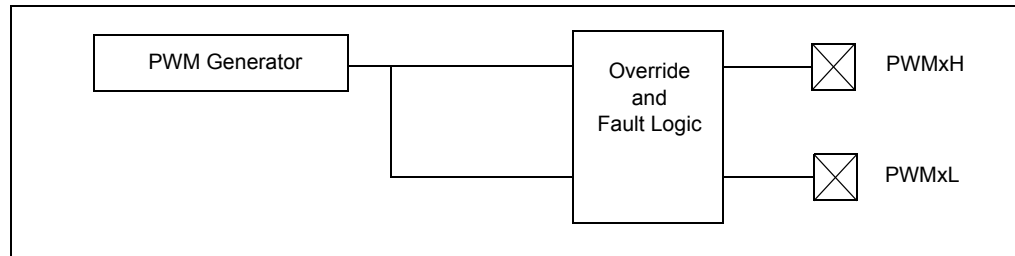 PWM Generator
Override
and
Fault Logic
PWMxH
PWMxL